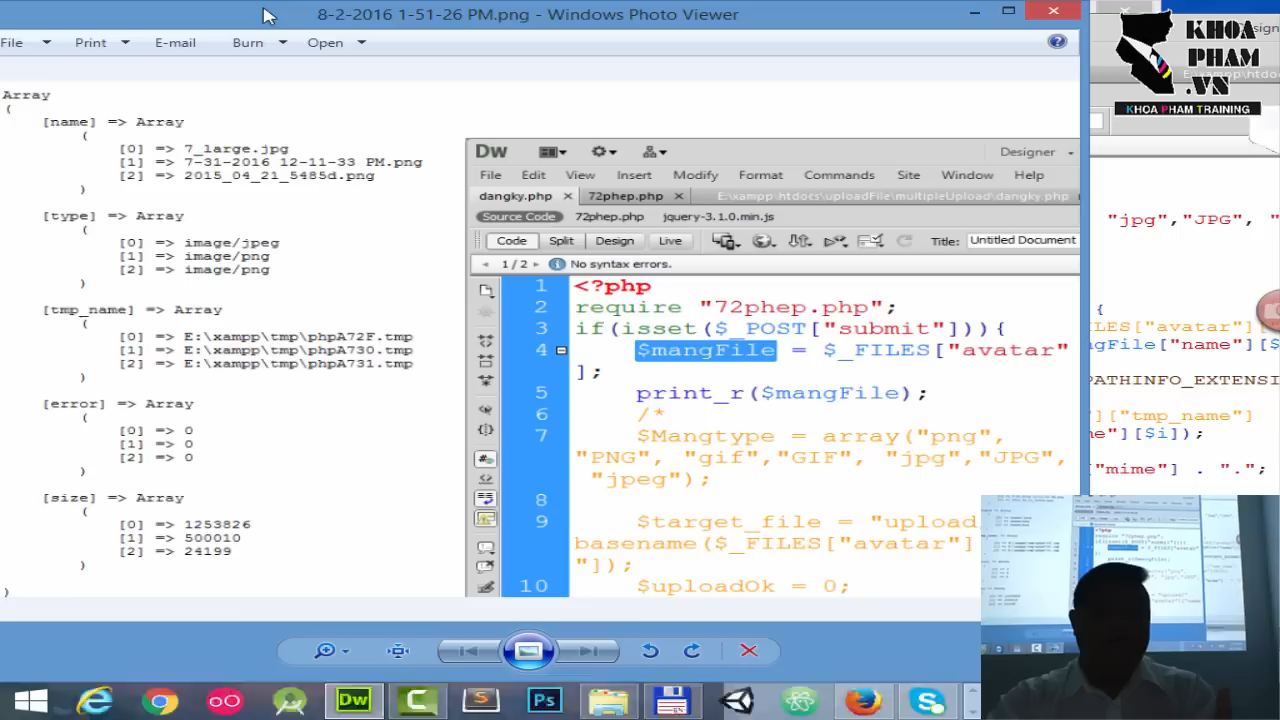 8-2-2016 1-51-26 PM.png - Windows Photo Viewer
File Print E-mail Burn Open
KHOA
PHAM
.VN
KHOA PHAM TRAINING
Array
(
[name] => Array
(
[0] => 7_large.jpg
[1] => 7-31-2016 12-11-33 PM.png
[2] => 2015_04_21_5485d.png
)
[type] => Array
(
[0] => image/jpeg
[1] => image/png
[2] => image/png
)
[tmp_name] => Array
(
[0] => E:\xampp\tmp\phpA72F.tmp
[1] => E:\xampp\tmp\phpA730.tmp
[2] => E:\xampp\tmp\phpA731.tmp
)
[error] => Array
(
[0] => 0
[1] => 0
[2] => 0
)
[size] => Array
(
[0] => 1253826
[1] => 500010
[2] => 24199
)
)
Dw Designer
File Edit View Insert Modify Format Commands Site Window Help
dangky.php × 72phep.php × E:\xampp\htdocs\uploadFile\multipleUpload\dangky.php
Source Code 72phep.php jquery-3.1.0.min.js
Code Split Design Live Title: Untitled Document
1 / 2 No syntax errors.
1 <?php
2 require "72phep.php";
3 if(isset($_POST["submit"])){
4 $mangFile = $_FILES["avatar"
];
5 print_r($mangFile);
6 /*
7 $Mangtype = array("png",
"PNG", "gif","GIF", "jpg","JPG",
"jpeg");
8
9 $target_file = "upload
basename($_FILES["avatar"]
"]);
10 $uploadOk = 0;
"jpg","JPG",
{
ILES["avatar"]
ngFile["name"][$
PATHINFO_EXTENSI
"]["tmp_name"]
me"][$i]);
["mime"] . ".";
Dw
Ps